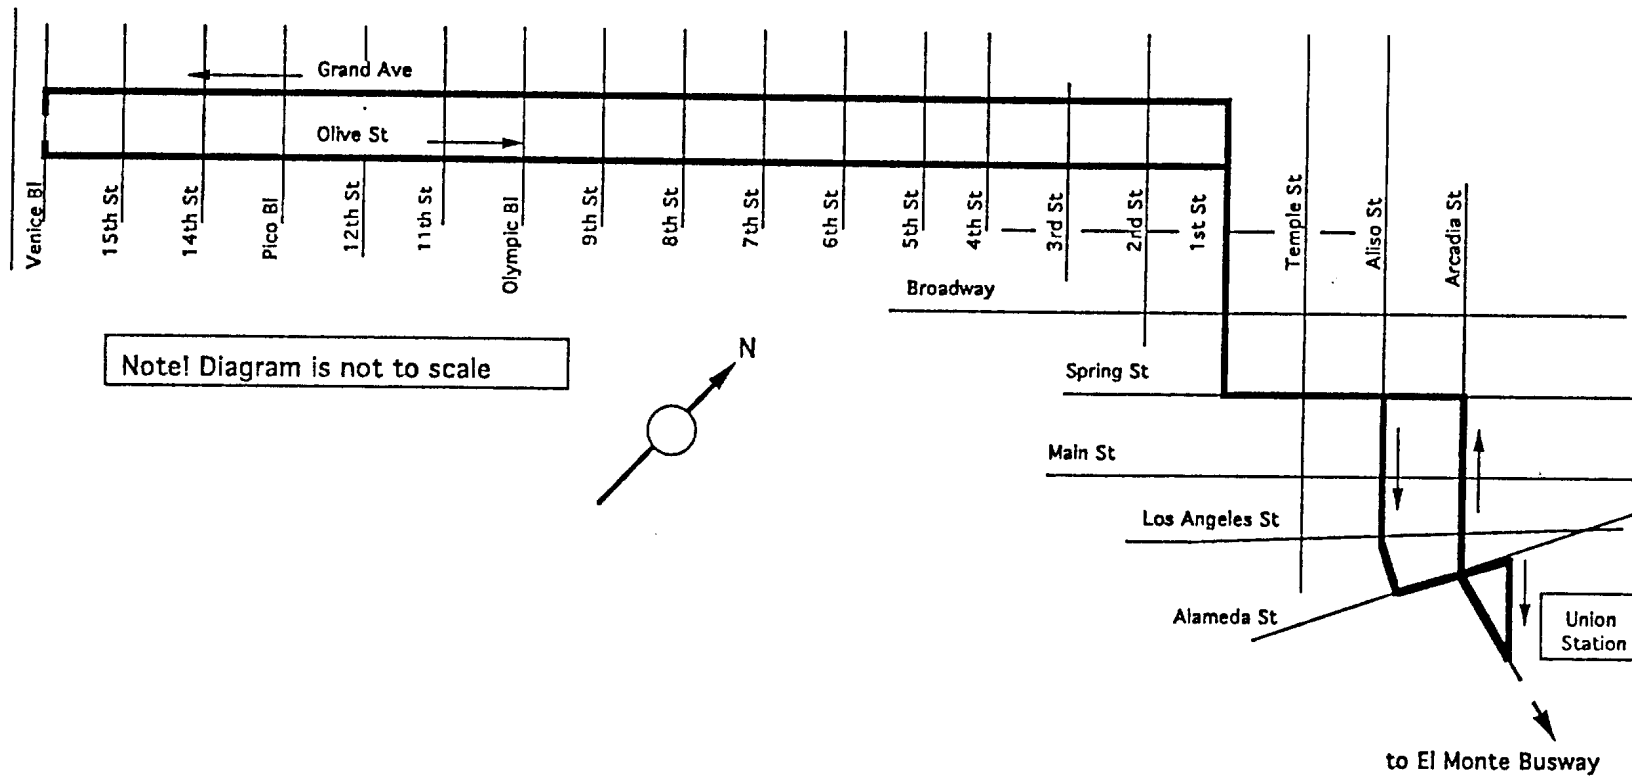 Grand Ave
Olive St
Venice Bl
15th St
14th St
Pico Bl
12th St
11th St
Olympic Bl
9th St
8th St
7th St
6th St
5th St
4th St
3rd St
2nd St
1st St
Temple St
Aliso St
Arcadia St
Broadway
Note! Diagram is not to scale
N
Spring St
Main St
Los Angeles St
Alameda St
Union
Station
to El Monte Busway